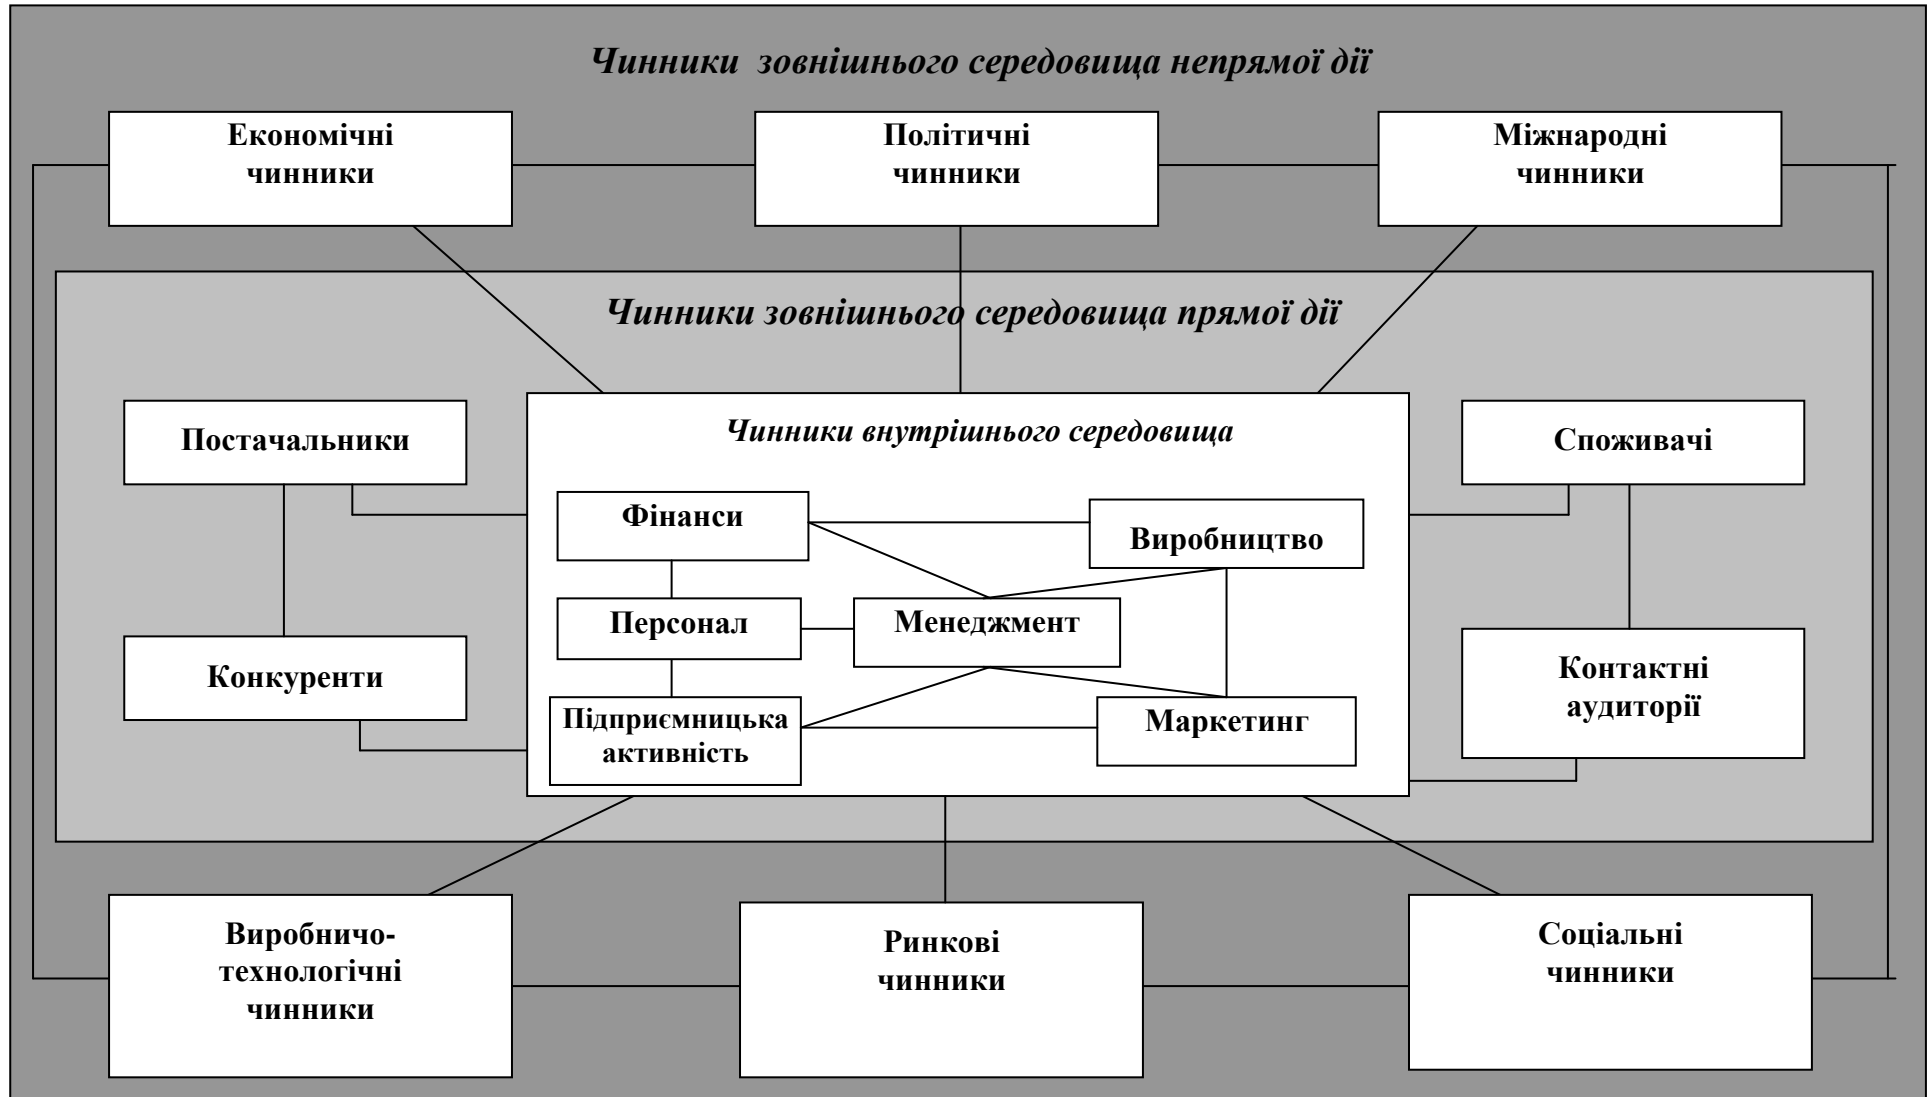 Чинники зовнішнього середовища непрямої дії
Економічні
чинники
Політичні
чинники
Міжнародні
чинники
Чинники зовнішнього середовища прямої дії
Постачальники
Чинники внутрішнього середовища
Споживачі
Фінанси
Виробництво
Персонал
Менеджмент
Конкуренти
Контактні
аудиторії
Підприємницька
активність
Маркетинг
Виробничо-
технологічні
чинники
Ринкові
чинники
Соціальні
чинники